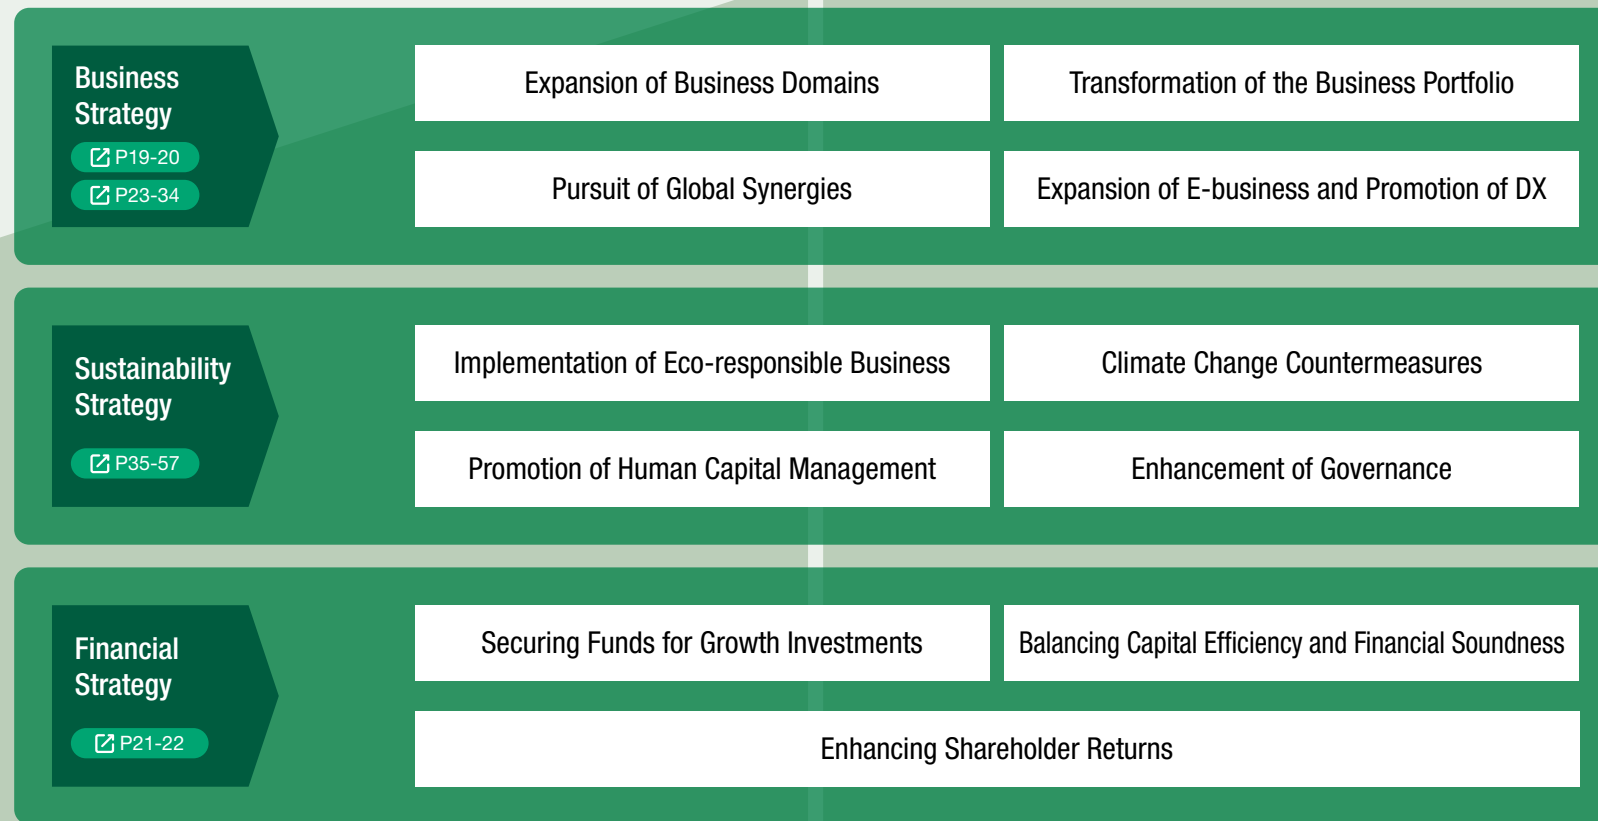 Business
Strategy
P19-20
P23-34
Expansion of Business Domains
Transformation of the Business Portfolio
Pursuit of Global Synergies
Expansion of E-business and Promotion of DX
Sustainability
Strategy
P35-57
Implementation of Eco-responsible Business
Climate Change Countermeasures
Promotion of Human Capital Management
Enhancement of Governance
Financial
Strategy
P21-22
Securing Funds for Growth Investments
Balancing Capital Efficiency and Financial Soundness
Enhancing Shareholder Returns